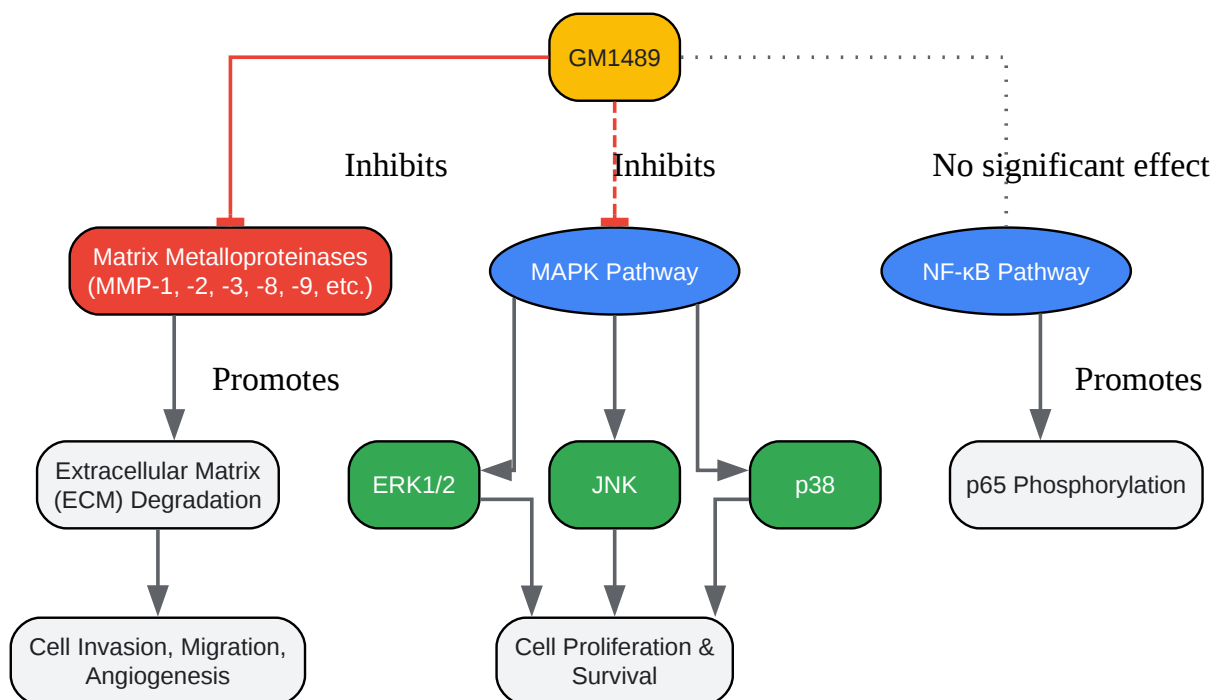 GM1489
Inhibits
Inhibits
No significant effect
Matrix Metalloproteinases
(MMP-1, -2, -3, -8, -9, etc.)
MAPK Pathway
NF-κB Pathway
Promotes
Promotes
Extracellular Matrix
(ECM) Degradation
ERK1/2
JNK
p38
p65 Phosphorylation
Cell Invasion, Migration,
Angiogenesis
Cell Proliferation &
Survival